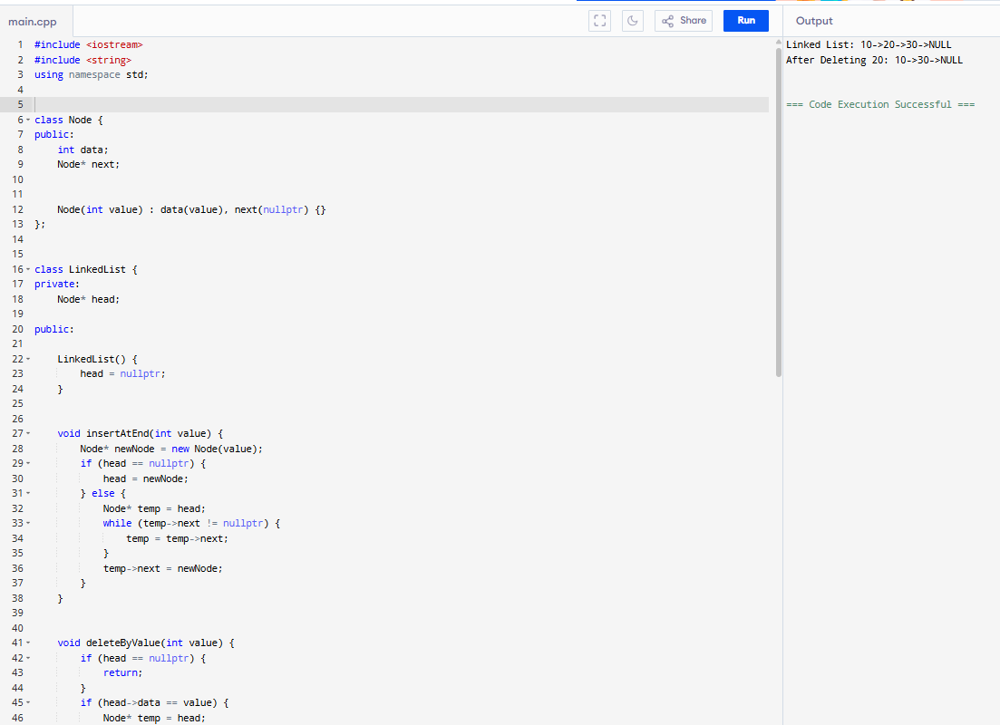 main.cpp
Share
Run
Output
1 #include <iostream>
2 #include <string>
3 using namespace std;
4
5
6 class Node {
7 public:
8     int data;
9     Node* next;
10
11
12     Node(int value) : data(value), next(nullptr) {}
13 };
14
15
16 class LinkedList {
17 private:
18     Node* head;
19
20 public:
21
22     LinkedList() {
23         head = nullptr;
24     }
25
26
27     void insertAtEnd(int value) {
28         Node* newNode = new Node(value);
29         if (head == nullptr) {
30             head = newNode;
31         } else {
32             Node* temp = head;
33             while (temp->next != nullptr) {
34                 temp = temp->next;
35             }
36             temp->next = newNode;
37         }
38     }
39
40
41     void deleteByValue(int value) {
42         if (head == nullptr) {
43             return;
44         }
45         if (head->data == value) {
46             Node* temp = head;
Linked List: 10->20->30->NULL
After Deleting 20: 10->30->NULL
=== Code Execution Successful ===